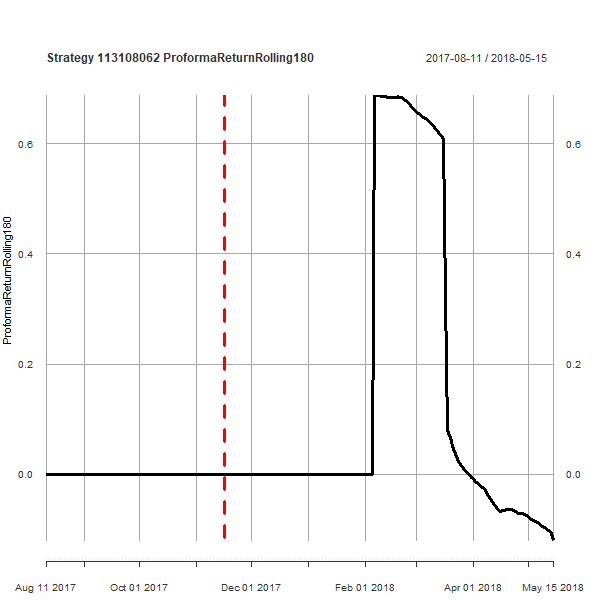 Strategy 113108062 ProformaReturnRolling180
2017-08-11 / 2018-05-15
ProformaReturnRolling180
0.6
0.4
0.2
0.0
0.6
0.4
0.2
0.0
Aug 11 2017
Oct 01 2017
Dec 01 2017
Feb 01 2018
Apr 01 2018
May 15 2018